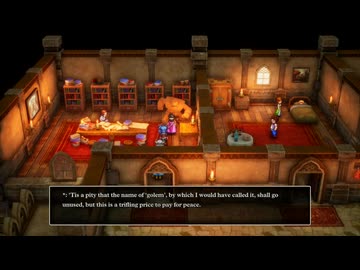 *: 'Tis a pity that the name of 'golem', by which I would have called it, shall go
unused, but this is a trifling price to pay for peace.